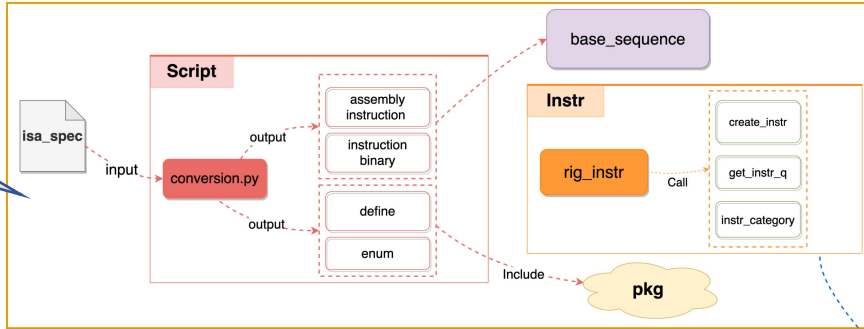 base_sequence
Script
Instr
isa_spec
input
conversion.py
output
output
assembly
instruction
instruction
binary
define
enum
rig_instr
Call
create_instr
get_instr_q
instr_category
Include
pkg